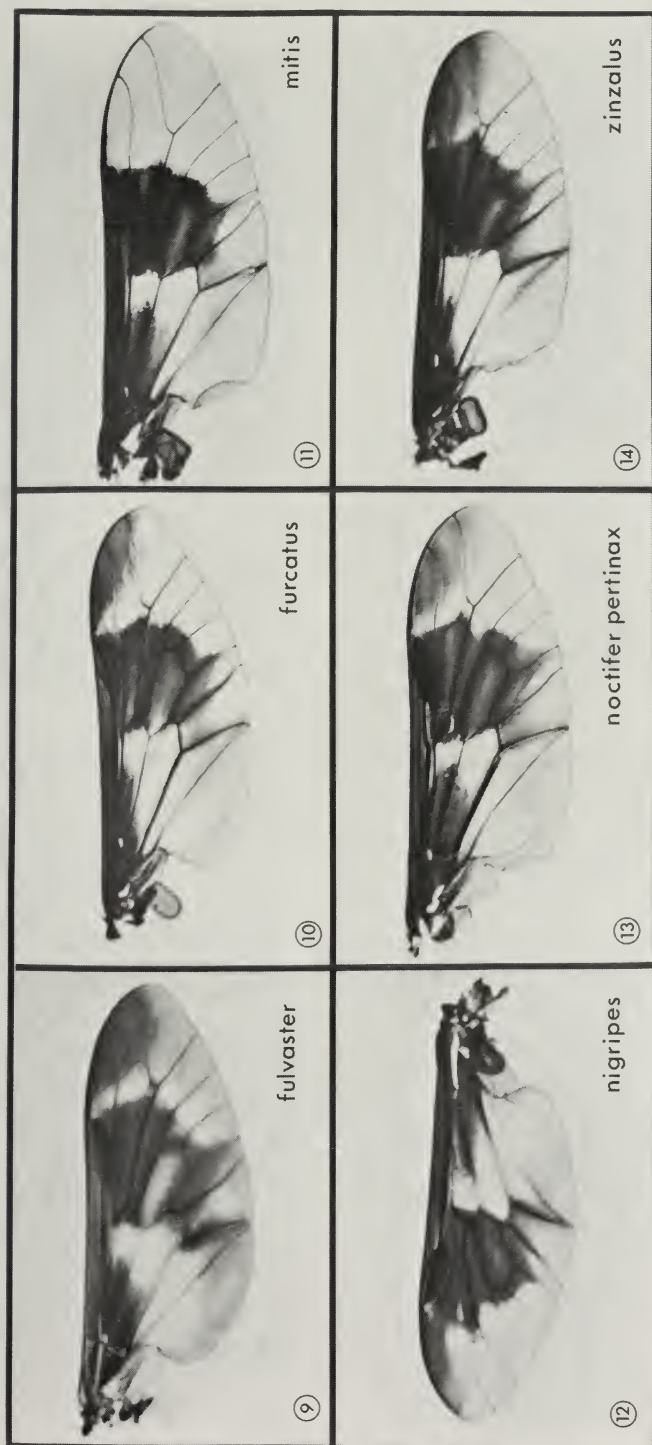 fulvaster
9
furcatus
10
mitis
11
nigripes
12
noctifer pertinax
13
zinzalus
14